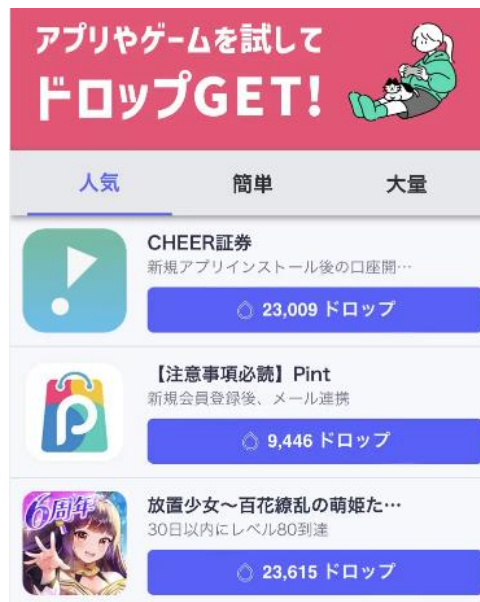 アプリやゲームを試して
ドロップGET!
人気 簡単 大量
CHEER証券
新規アプリインストール後の口座開…
23,009 ドロップ
【注意事項必読】Pint
新規会員登録後、メール連携
9,446 ドロップ
6周年
放置少女〜百花繚乱の萌姫た…
30日以内にレベル80到達
23,615 ドロップ